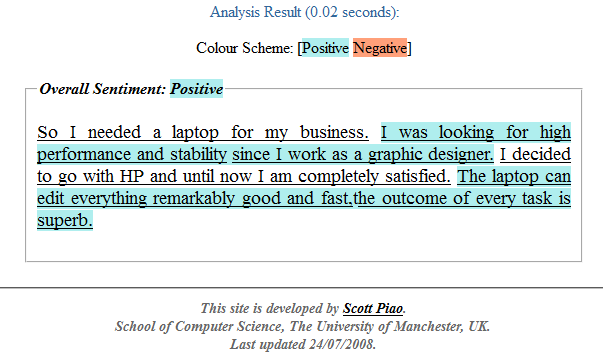 Analysis Result (0.02 seconds):
Colour Scheme: [Positive Negative]
Overall Sentiment: Positive
So I needed a laptop for my business. I was looking for high
performance and stability since I work as a graphic designer. I decided
to go with HP and until now I am completely satisfied. The laptop can
edit everything remarkably good and fast,the outcome of every task is
superb.
This site is developed by Scott Piao.
School of Computer Science, The University of Manchester, UK.
Last updated 24/07/2008.